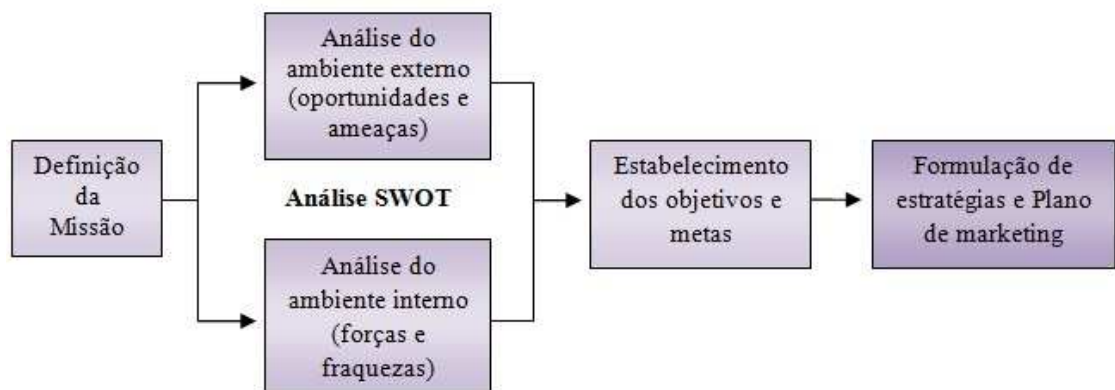 Definição
da
Missão
Análise do
ambiente externo
(oportunidades e
ameaças)
Análise SWOT
Análise do
ambiente interno
(forças e
fraquezas)
Estabelecimento
dos objetivos e
metas
Formulação de
estratégias e Plano
de marketing